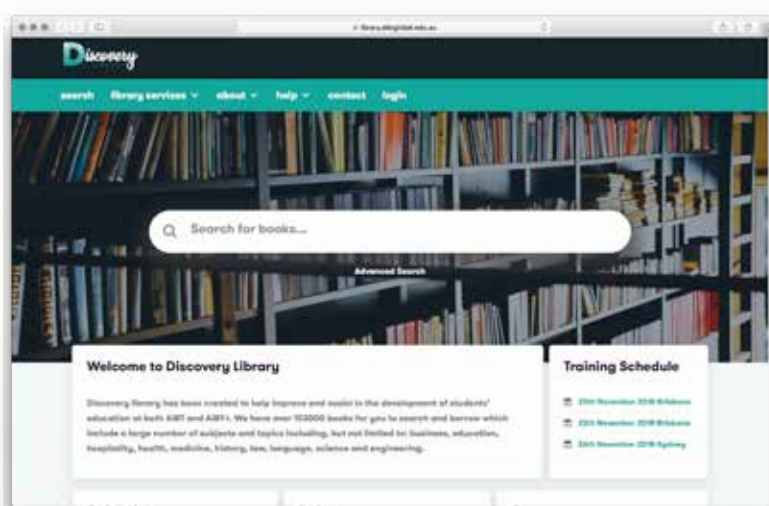 Discovery
search library services about help contact login
Search for books...
Advanced Search
Welcome to Discovery Library
Training Schedule
Discovery library has been created to help improve and assist in the development of students'
education at both AIBT and AIBT-I. We have over 153000 books for you to search and borrow which
include a large number of subjects and topics including, but not limited to: business, education,
hospitality, health, medicine, history, law, language, science and engineering.
November 2018 Brisbane
November 2018 Brisbane
November 2018 Sydney